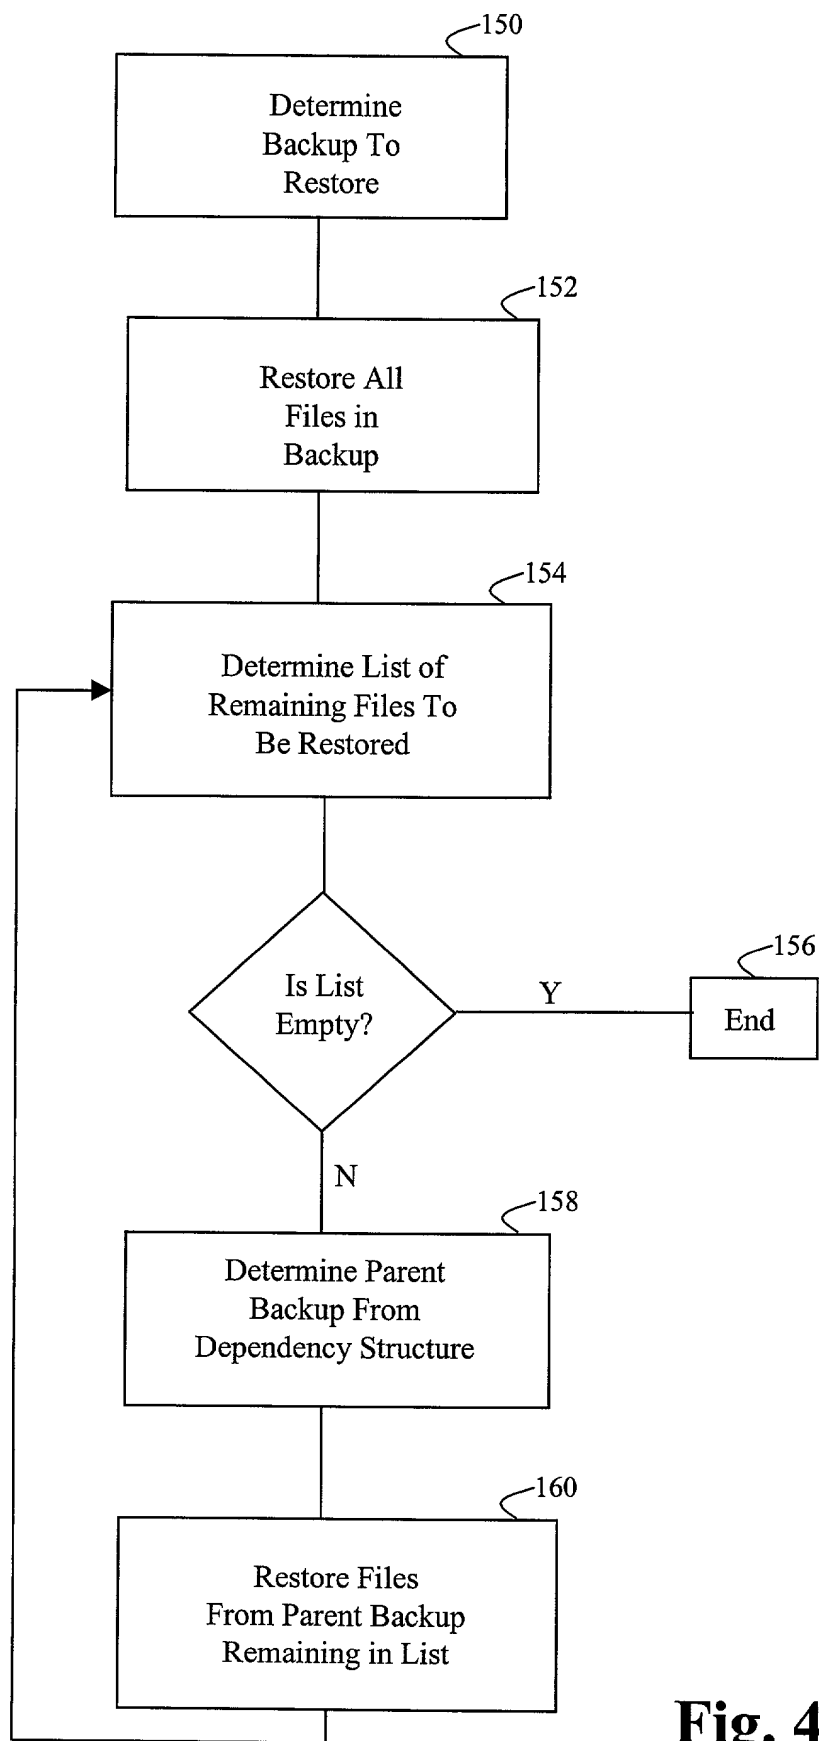 150
Determine
Backup To
Restore
152
Restore All
Files in
Backup
154
Determine List of
Remaining Files To
Be Restored
Is List
Empty?
Y
156
End
N
158
Determine Parent
Backup From
Dependency Structure
160
Restore Files
From Parent Backup
Remaining in List
Fig. 4